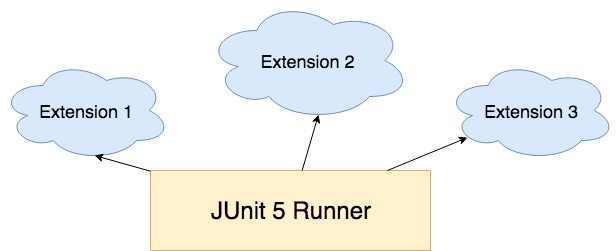 Extension 2
Extension 1
Extension 3
JUnit 5 Runner